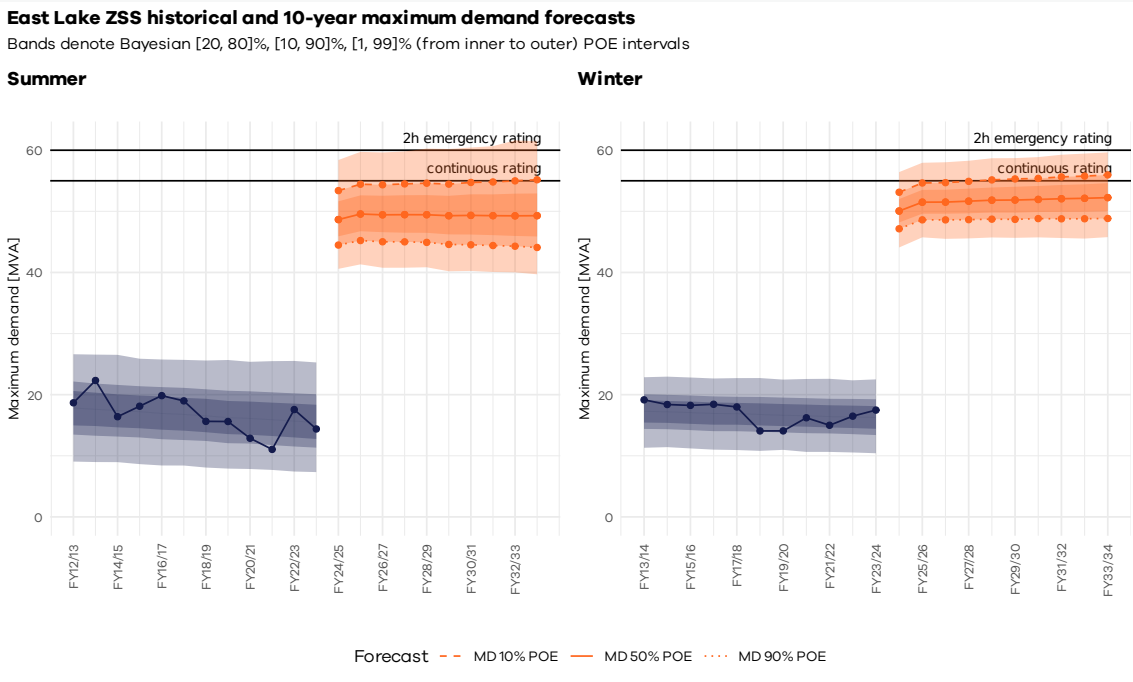 East Lake ZSS historical and 10-year maximum demand forecasts
Bands denote Bayesian [20, 80]%, [10, 90]%, [1, 99]% (from inner to outer) POE intervals
Summer
Maximum demand [MVA]
60
40
20
0
2h emergency rating
continuous rating
FY12/13
FY14/15
FY16/17
FY18/19
FY20/21
FY22/23
FY24/25
FY26/27
FY28/29
FY30/31
FY32/33
Winter
Maximum demand [MVA]
60
40
20
0
2h emergency rating
continuous rating
FY13/14
FY15/16
FY17/18
FY19/20
FY21/22
FY23/24
FY25/26
FY27/28
FY29/30
FY31/32
FY33/34
Forecast MD 10% POE MD 50% POE MD 90% POE